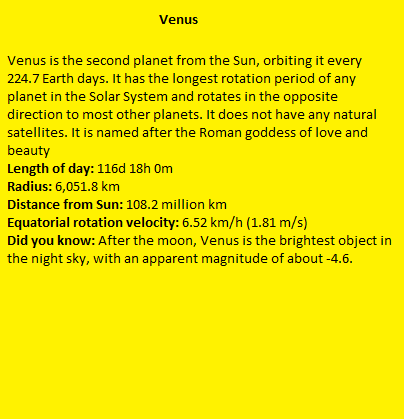 Venus
Venus is the second planet from the Sun, orbiting it every
224.7 Earth days. It has the longest rotation period of any
planet in the Solar System and rotates in the opposite
direction to most other planets. It does not have any natural
satellites. It is named after the Roman goddess of love and
beauty
Length of day: 116d 18h 0m
Radius: 6,051.8 km
Distance from Sun: 108.2 million km
Equatorial rotation velocity: 6.52 km/h (1.81 m/s)
Did you know: After the moon, Venus is the brightest object in
the night sky, with an apparent magnitude of about -4.6.